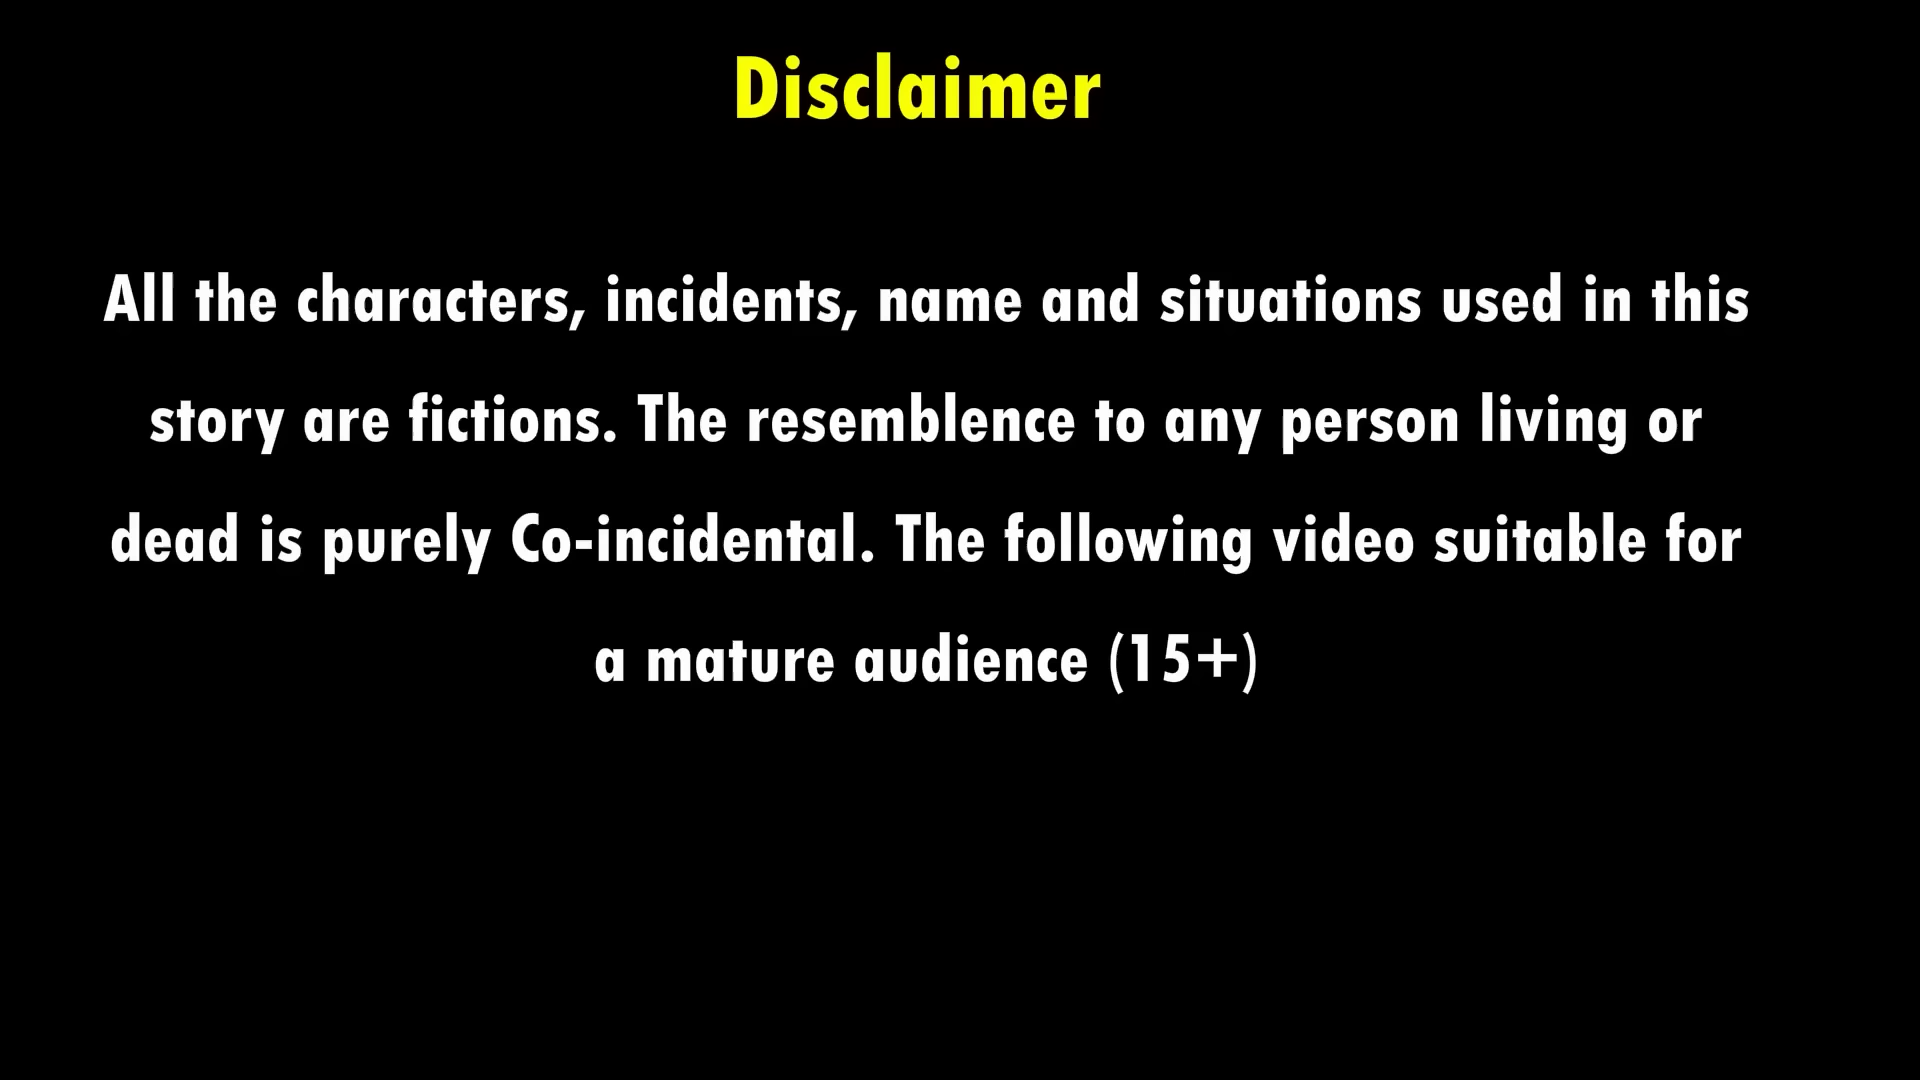 Disclaimer
All the characters, incidents, name and situations used in this
story are fictions. The resemblence to any person living or
dead is purely Co-incidental. The following video suitable for
a mature audience (15+)